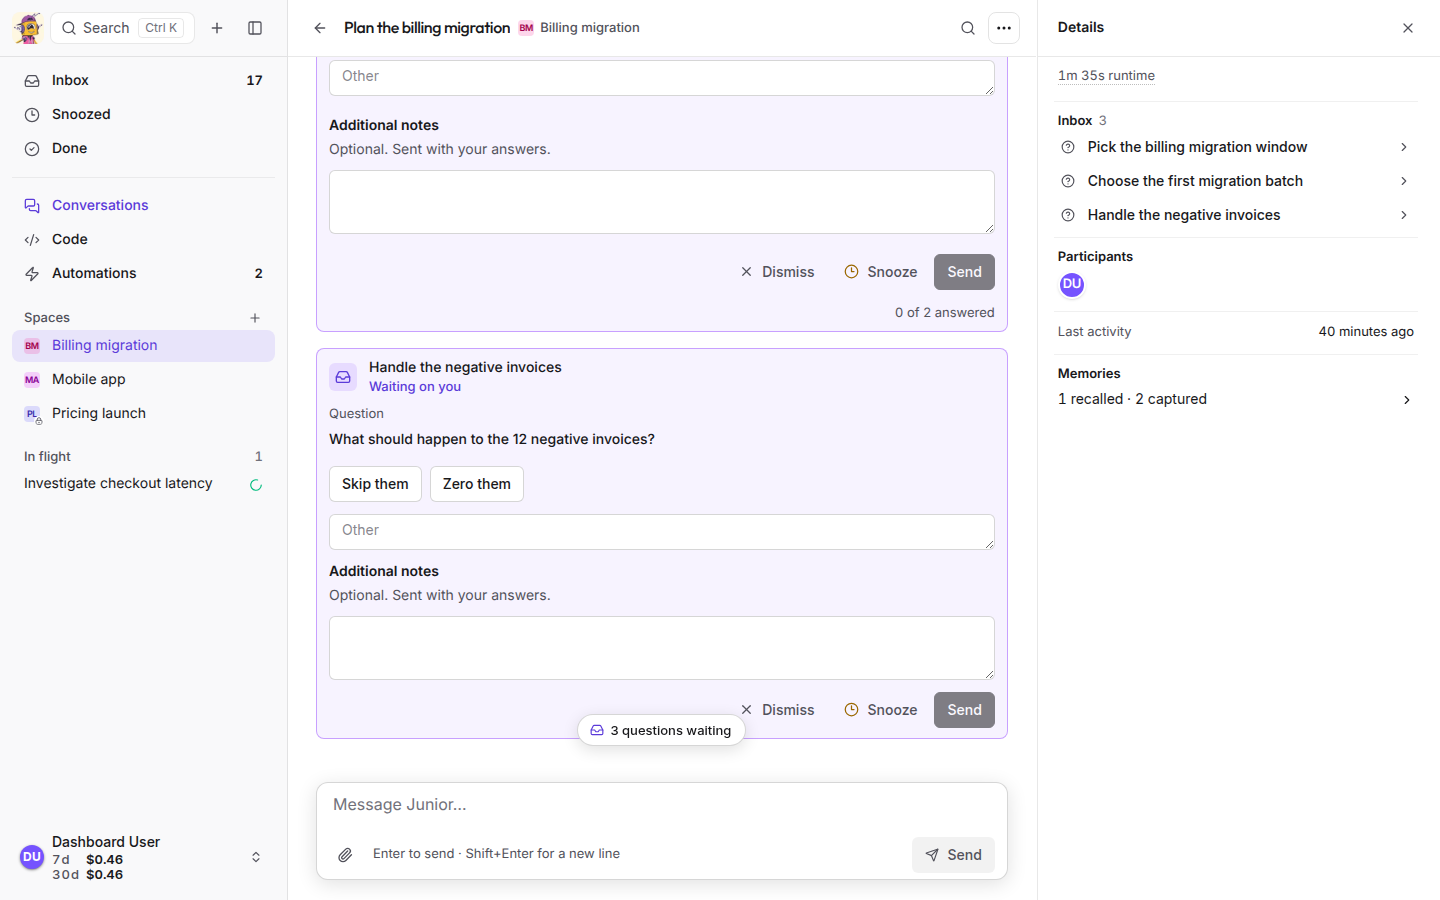 Search Ctrl K
Inbox 17
Snoozed
Done
Conversations
Code
Automations 2
Spaces
BM Billing migration
MA Mobile app
PL Pricing launch
In flight 1
Investigate checkout latency
DU Dashboard User
7d $0.46
30d $0.46
Plan the billing migration BM Billing migration
Other
Additional notes
Optional. Sent with your answers.
Dismiss Snooze Send
0 of 2 answered
Handle the negative invoices
Waiting on you
Question
What should happen to the 12 negative invoices?
Skip them Zero them
Other
Additional notes
Optional. Sent with your answers.
Dismiss Snooze Send
3 questions waiting
Message Junior...
Enter to send · Shift+Enter for a new line Send
Details
1m 35s runtime
Inbox 3
Pick the billing migration window
Choose the first migration batch
Handle the negative invoices
Participants
DU
Last activity 40 minutes ago
Memories
1 recalled · 2 captured